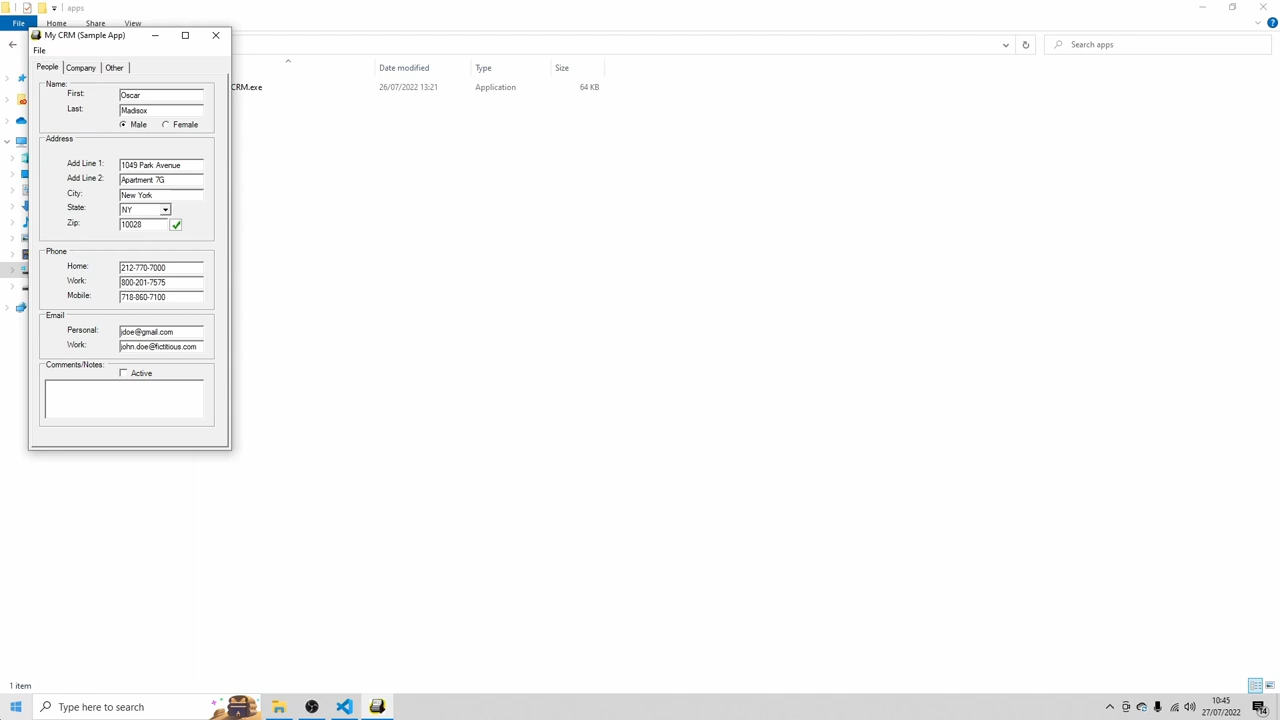 apps
File Home Share View
My CRM (Sample App)
Search apps
File
People Company Other
Date modified Type Size
CRM.exe 26/07/2022 13:21 Application 64 KB
Name:
First: Oscar
Last: Madisox
Male Female
Address
Add Line 1: 1049 Park Avenue
Add Line 2: Apartment 7G
City: New York
State: NY
Zip: 10028
Phone
Home: 212-770-7000
Work: 800-201-7575
Mobile: 718-860-7100
Email
Personal: jdoe@gmail.com
Work: john.doe@fictitious.com
Comments/Notes:
Active
1 item
Type here to search
10:45
27/07/2022